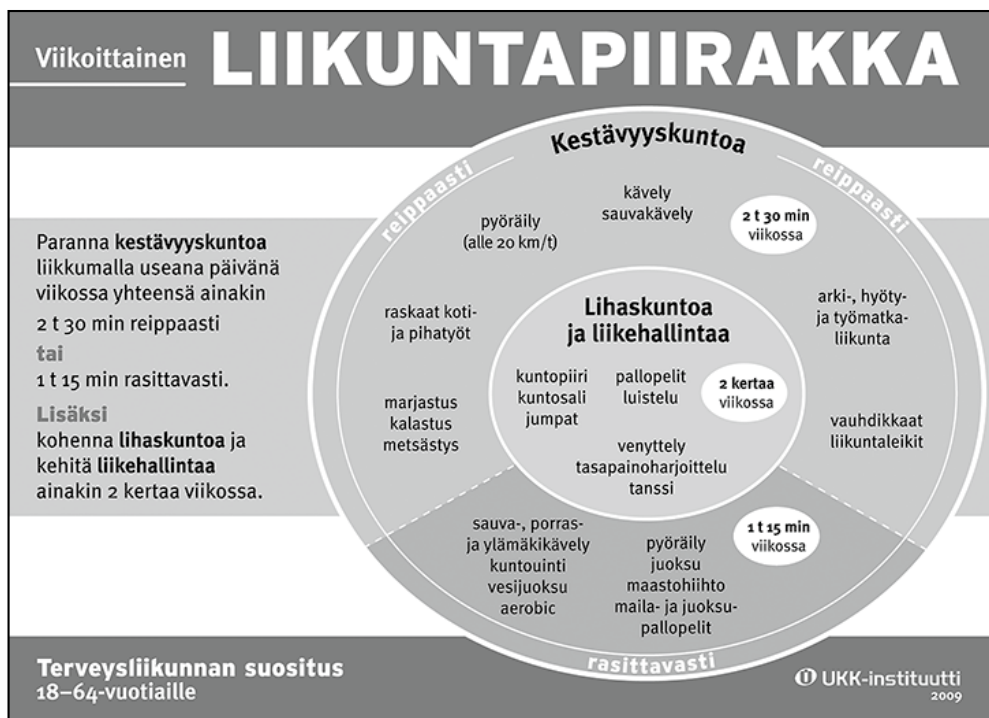 Viikoittainen LIIKUNTAPIIRAKKA
Paranna kestävyyskuntoa
liikkumalla useana päivänä
viikossa yhteensä ainakin
2 t 30 min reippaasti
tai
1 t 15 min rasittavasti.
Lisäksi
kohenna lihaskuntoa ja
kehitä liikehallintaa
ainakin 2 kertaa viikossa.
Kestävyyskuntoa
reippaasti
reippaasti
kävely
sauvakävely
2 t 30 min
viikossa
pyöräily
(alle 20 km/t)
raskaat koti-
ja pihatyöt
marjastus
kalastus
metsästys
arki-, hyöty-
ja työmatka-
liikunta
vauhdikkaat
liikuntaleikit
Lihaskuntoa
ja liikehallintaa
kuntopiiri
kuntosali
jumpat
pallopelit
luistelu
2 kertaa
viikossa
venyttely
tasapainoharjoittelu
tanssi
sauva-, porras-
ja ylämäkikävely
kuntouinti
vesijuoksu
aerobic
pyöräily
juoksu
maastohiihto
maila- ja juoksu-
pallopelit
1 t 15 min
viikossa
rasittavasti
Terveysliikunnan suositus
18–64-vuotiaille
UKK-instituutti
2009